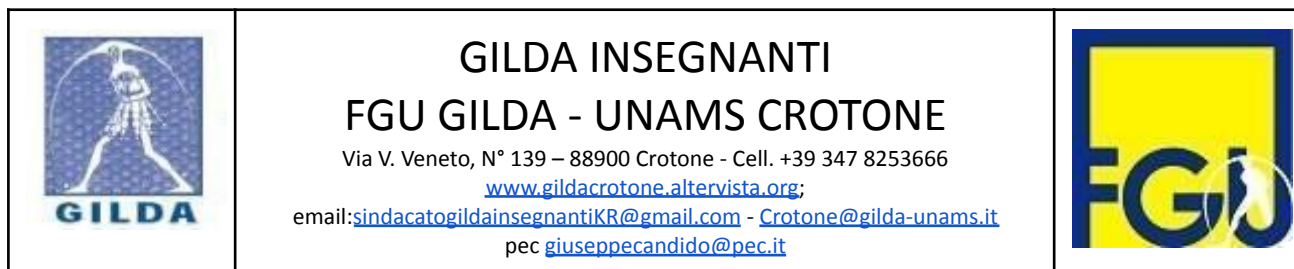 GILDA
GILDA INSEGNANTI
FGU GILDA - UNAMS CROTONE
Via V. Veneto, N° 139 – 88900 Crotone - Cell. +39 347 8253666
www.gildacrotone.altervista.org;
email:sindacatogildainsegnantiKR@gmail.com - Crotone@gilda-unams.it
pec giuseppecandido@pec.it
FGU